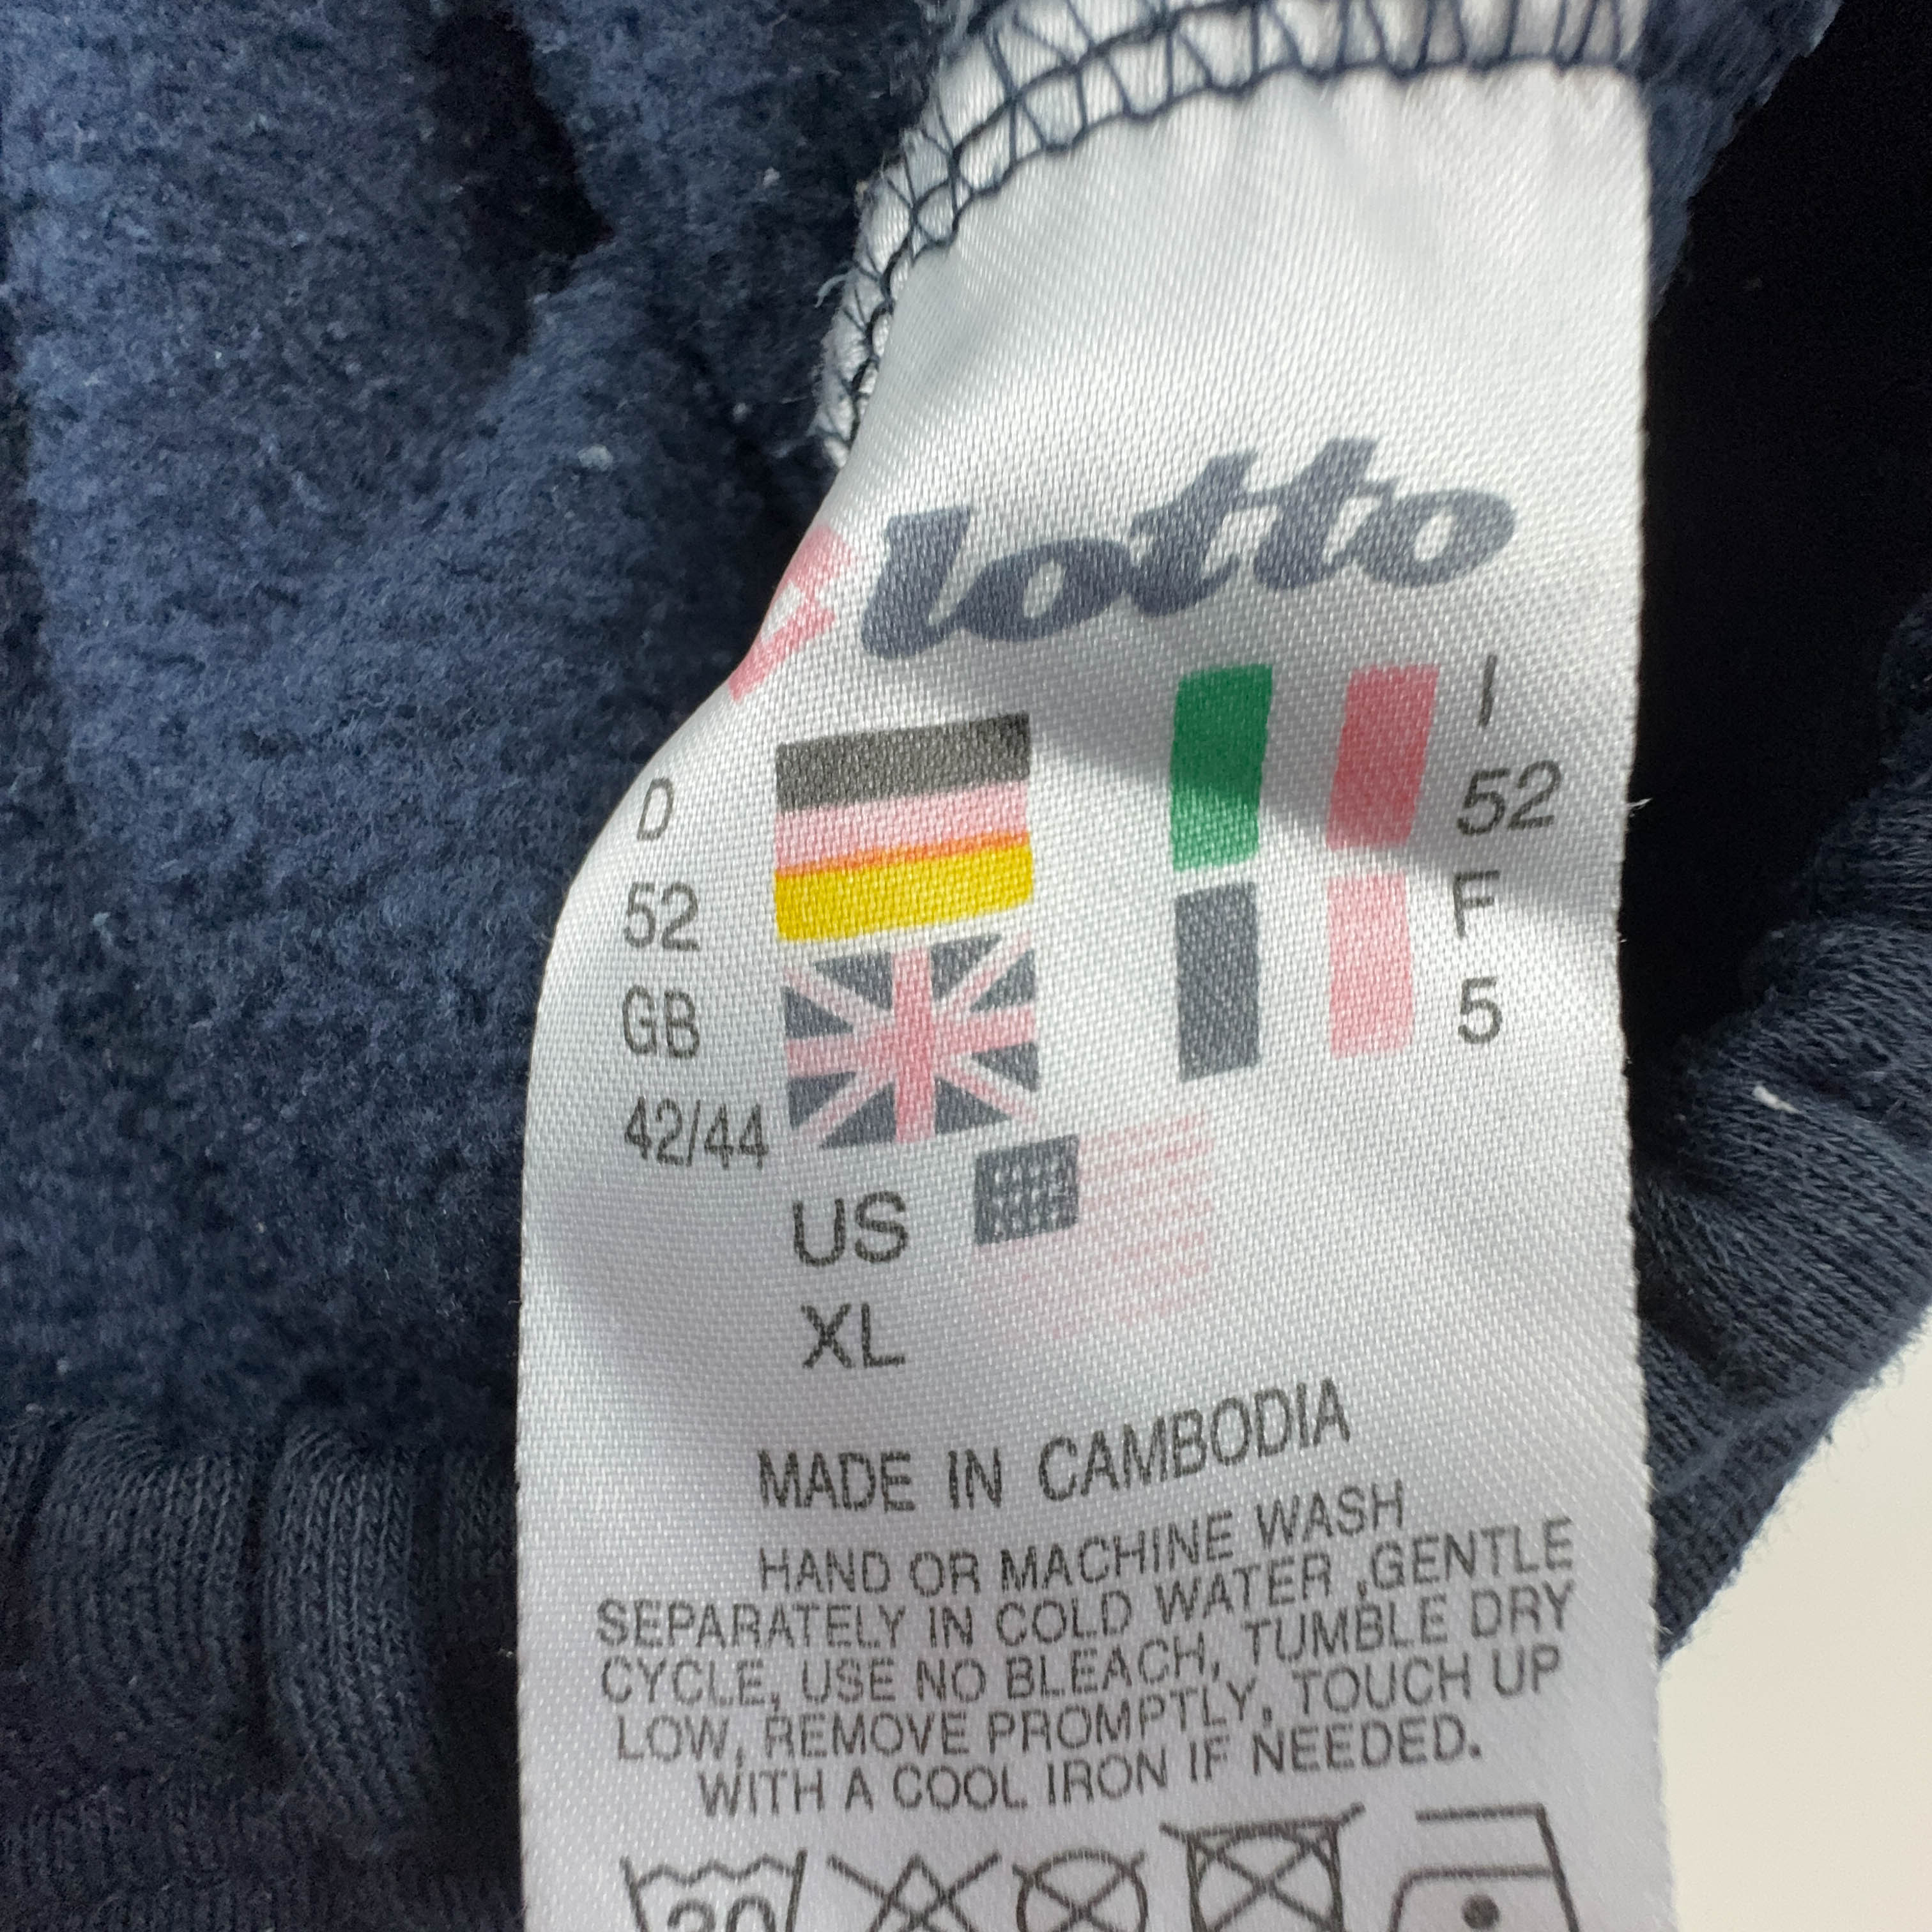 lotto
D
52
GB
42/44
I
52
F
5
US
XL
MADE IN CAMBODIA
HAND OR MACHINE WASH
SEPARATELY IN COLD WATER ,GENTLE
CYCLE, USE NO BLEACH, TUMBLE DRY
LOW, REMOVE PROMPTLY, TOUCH UP
WITH A COOL IRON IF NEEDED.
30